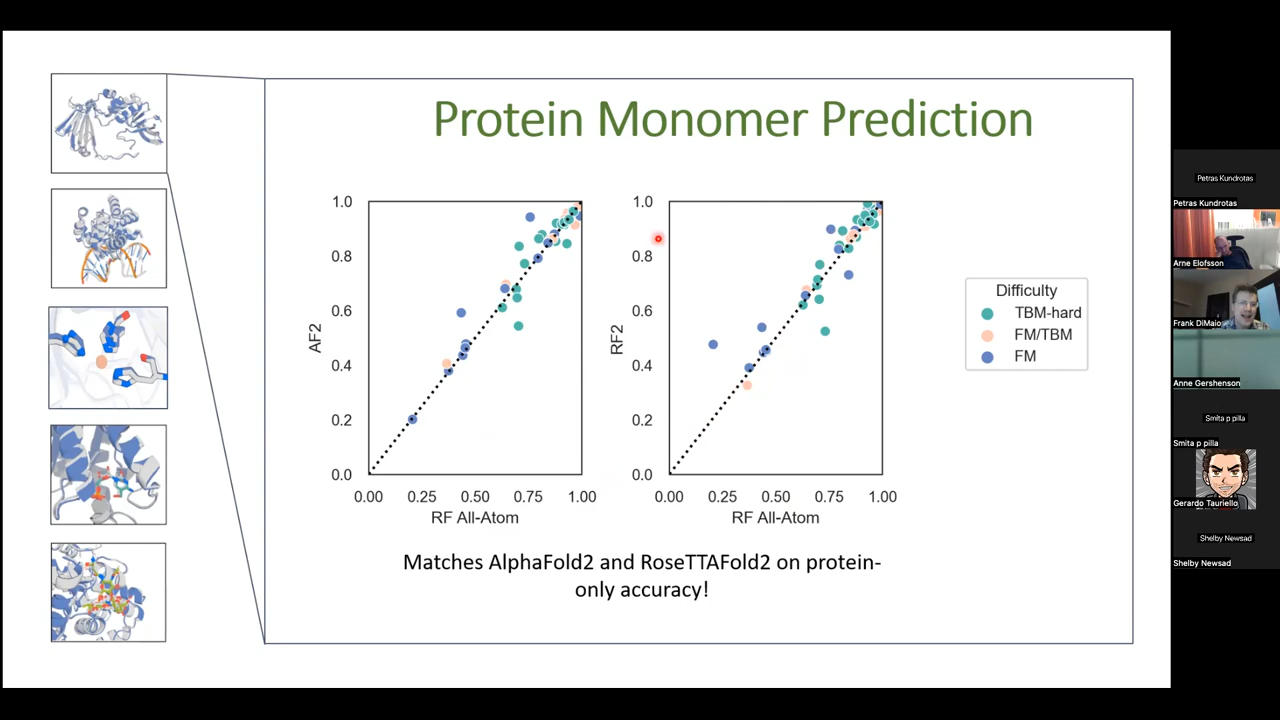 Protein Monomer Prediction
1.0
0.8
0.6
0.4
0.2
0.0
AF2
0.00 0.25 0.50 0.75 1.00
RF All-Atom
1.0
0.8
0.6
0.4
0.2
0.0
RF2
0.00 0.25 0.50 0.75 1.00
RF All-Atom
Difficulty
TBM-hard
FM/TBM
FM
Matches AlphaFold2 and RoseTTAFold2 on protein-
only accuracy!
Petras Kundrotas
Petras Kundrotas
Arne Elofsson
Frank DiMaio
Anne Gershenson
Smita p pilla
Smita p pilla
Gerardo Tauriello
Shelby Newsad
Shelby Newsad